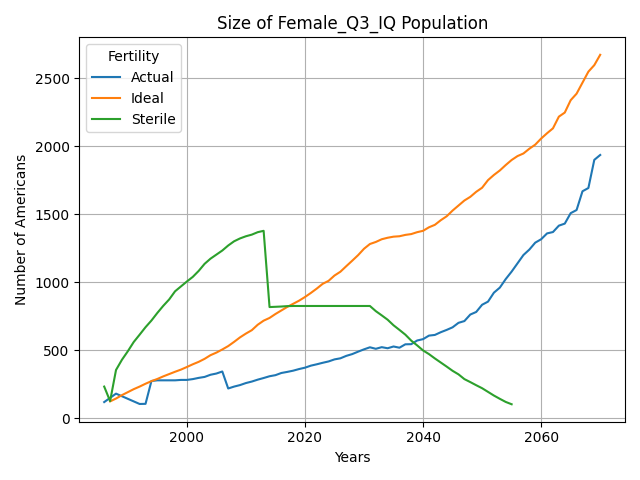 Size of Female_Q3_IQ Population
Fertility
Actual
Ideal
Sterile
Number of Americans
2500
2000
1500
1000
500
0
2000
2020
2040
2060
Years